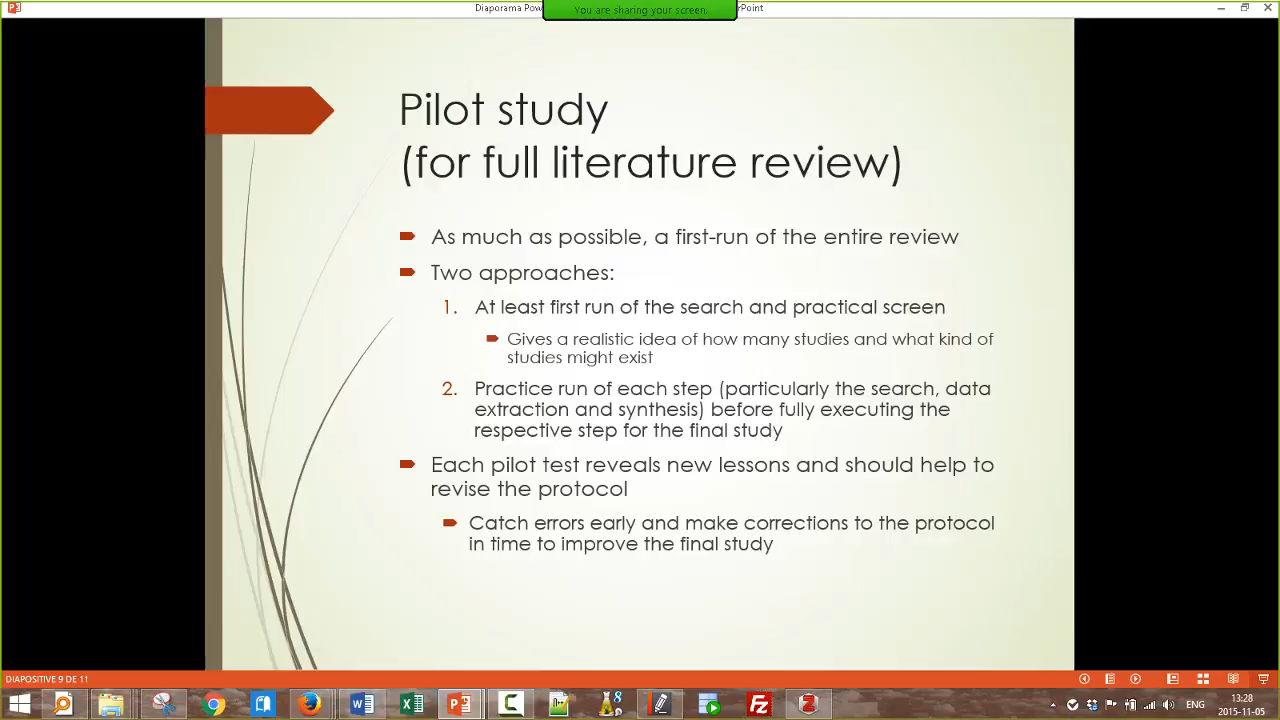 Diaporama Pow
You are sharing your screen.
Point
Pilot study
(for full literature review)
As much as possible, a first-run of the entire review
Two approaches:
1. At least first run of the search and practical screen
Gives a realistic idea of how many studies and what kind of
studies might exist
2. Practice run of each step (particularly the search, data
extraction and synthesis) before fully executing the
respective step for the final study
Each pilot test reveals new lessons and should help to
revise the protocol
Catch errors early and make corrections to the protocol
in time to improve the final study
DIAPOSITIVE 9 DE 11
ENG
13:28
2015-11-05